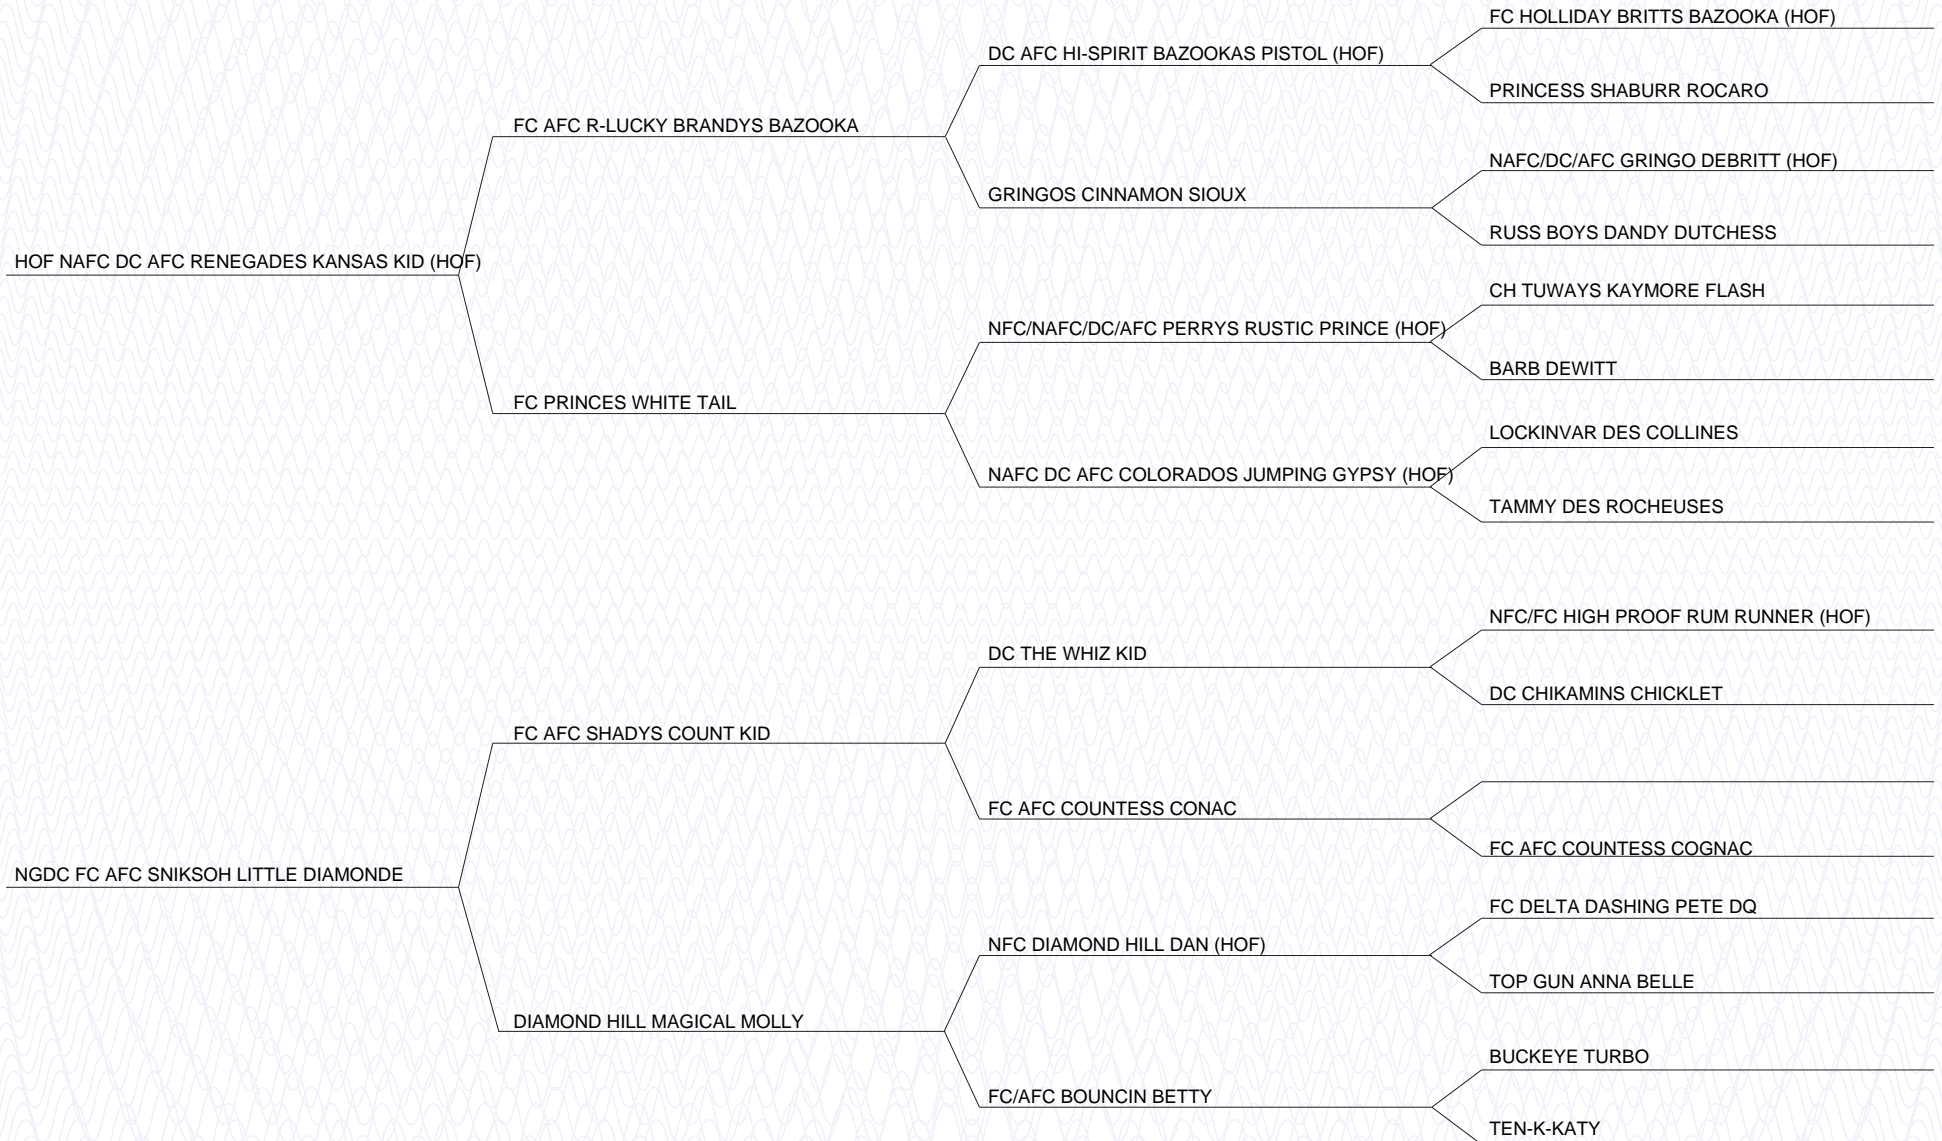 FC HOLLIDAY BRITTS BAZOOKA (HOF)
DC AFC HI-SPIRIT BAZOOKAS PISTOL (HOF)
PRINCESS SHABURR ROCARO
FC AFC R-LUCKY BRANDYS BAZOOKA
NAFC/DC/AFC GRINGO DEBRITT (HOF)
GRINGOS CINNAMON SIOUX
RUSS BOYS DANDY DUTCHESS
HOF NAFC DC AFC RENEGADES KANSAS KID (HOF)
CH TUWAYS KAYMORE FLASH
NFC/NAFC/DC/AFC PERRYS RUSTIC PRINCE (HOF)
BARB DEWITT
FC PRINCES WHITE TAIL
LOCKINVAR DES COLLINES
NAFC DC AFC COLORADOS JUMPING GYPSY (HOF)
TAMMY DES ROCHEUSES
NFC/FC HIGH PROOF RUM RUNNER (HOF)
DC THE WHIZ KID
DC CHIKAMINS CHICKLET
FC AFC SHADYS COUNT KID
FC AFC COUNTESS CONAC
FC AFC COUNTESS COGNAC
NGDC FC AFC SNIKSOH LITTLE DIAMONDE
FC DELTA DASHING PETE DQ
NFC DIAMOND HILL DAN (HOF)
TOP GUN ANNA BELLE
DIAMOND HILL MAGICAL MOLLY
BUCKEYE TURBO
FC/AFC BOUNCIN BETTY
TEN-K-KATY